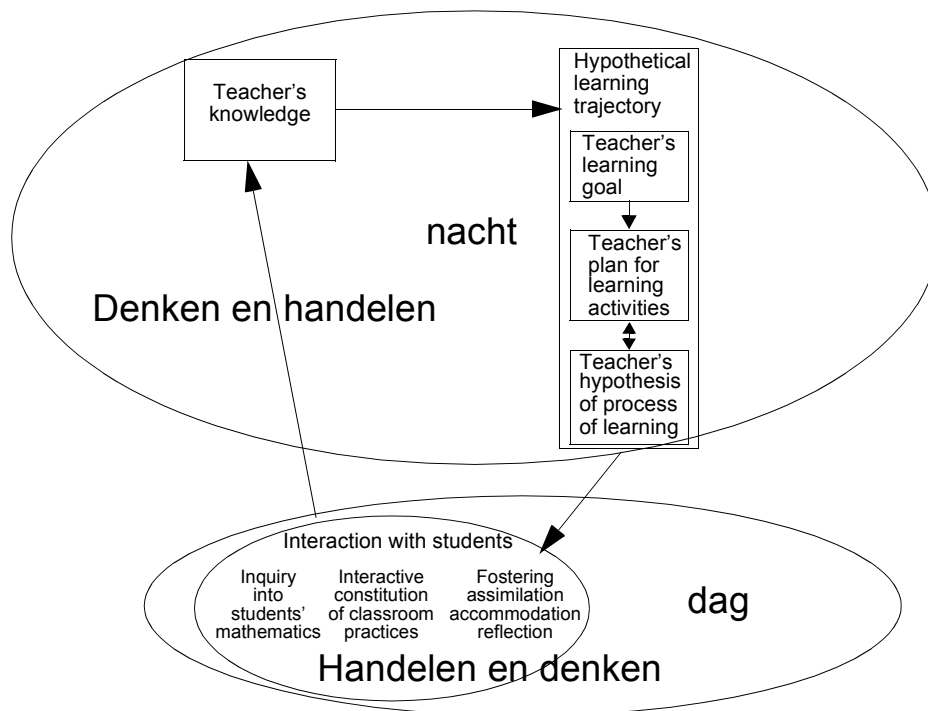 Teacher's
knowledge
Hypothetical
learning
trajectory
Teacher's
learning
goal
nacht
Teacher's
plan for
learning
activities
Denken en handelen
Teacher's
hypothesis
of process
of learning
Interaction with students
Inquiry
into
students'
mathematics
Interactive
constitution
of classroom
practices
Fostering
assimilation
accommodation
reflection
dag
Handelen en denken